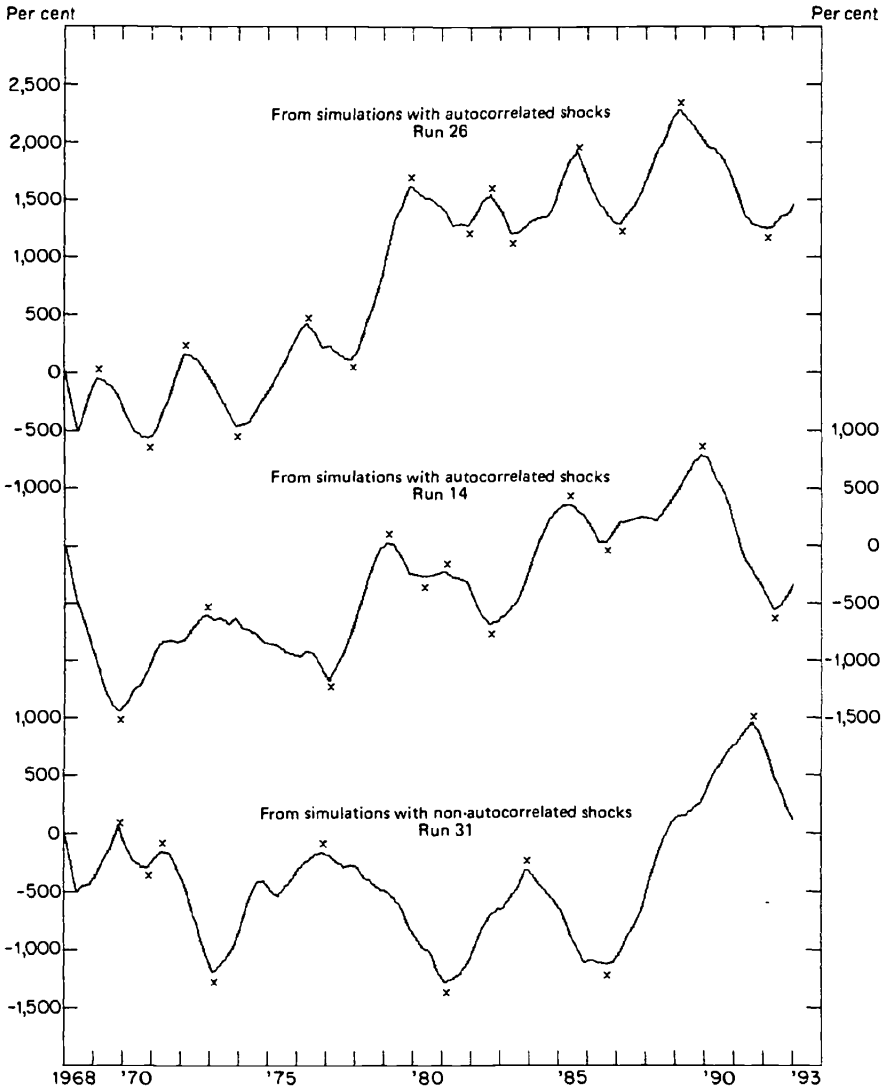 Per cent Per cent
2,500
From simulations with autocorrelated shocks
Run 26
2,000
1,500
1,000
500
0
-500 1,000
From simulations with autocorrelated shocks
-1,000 Run 14 500
0
-500
-1,000
1,000 -1,500
500
From simulations with non-autocorrelated shocks
0 Run 31
-500
-1,000
-1,500
1968 '70 '75 '80 '85 '90 '93